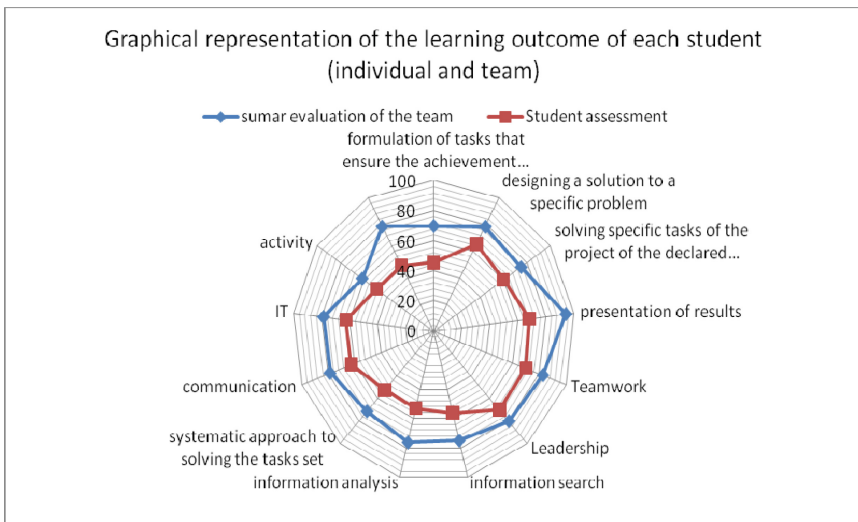 Graphical representation of the learning outcome of each student
(individual and team)
sumar evaluation of the team
Student assessment
formulation of tasks that
ensure the achievement...
designing a solution to a
specific problem
solving specific tasks of the
project of the declared...
presentation of results
Teamwork
Leadership
information search
information analysis
systematic approach to
solving the tasks set
communication
IT
activity
100
80
60
40
20
0